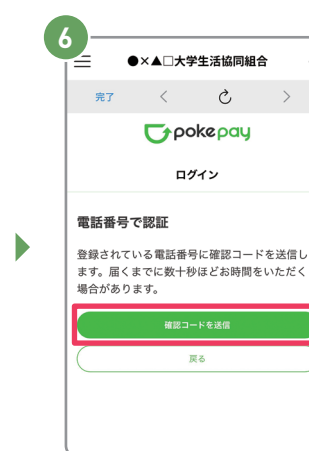 6
●×▲□大学生活協同組合
完了
pokepay
ログイン
電話番号で認証
登録されている電話番号に確認コードを送信し
ます。届くまでに数十秒ほどお時間をいただく
場合があります。
確認コードを送信
戻る